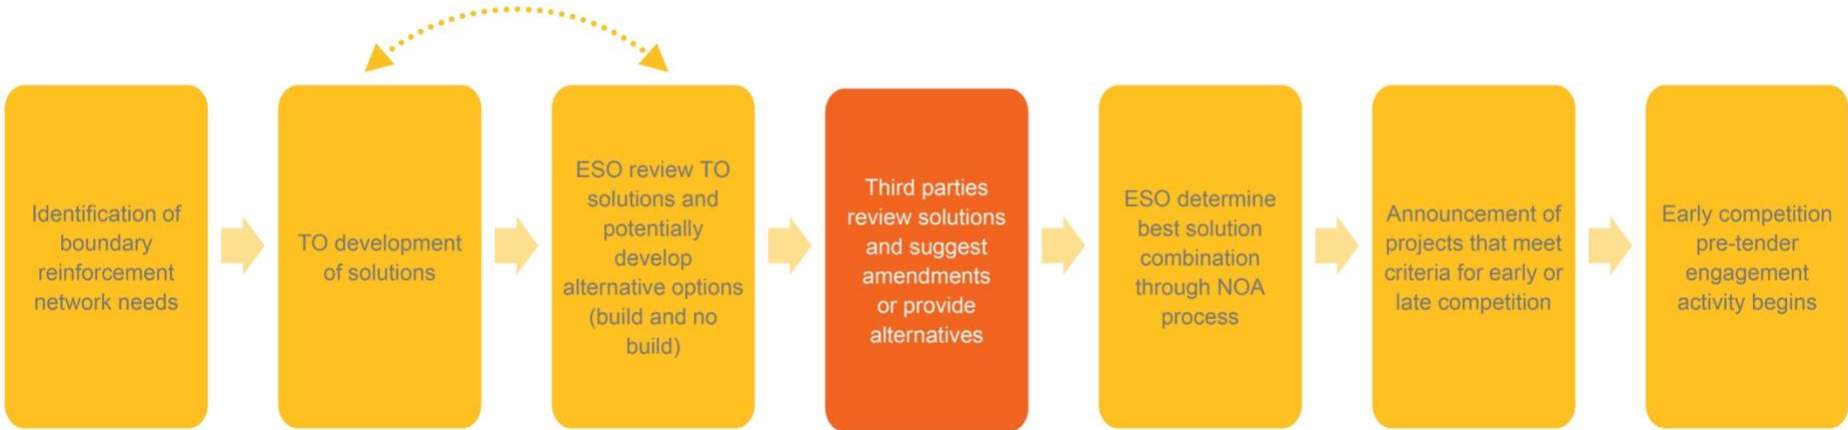 Identification of
boundary
reinforcement
network needs
TO development
of solutions
ESO review TO
solutions and
potentially
develop
alternative options
(build and no
build)
Third parties
review solutions
and suggest
amendments
or provide
alternatives
ESO determine
best solution
combination
through NOA
process
Announcement of
projects that meet
criteria for early or
late competition
Early competition
pre-tender
engagement
activity begins